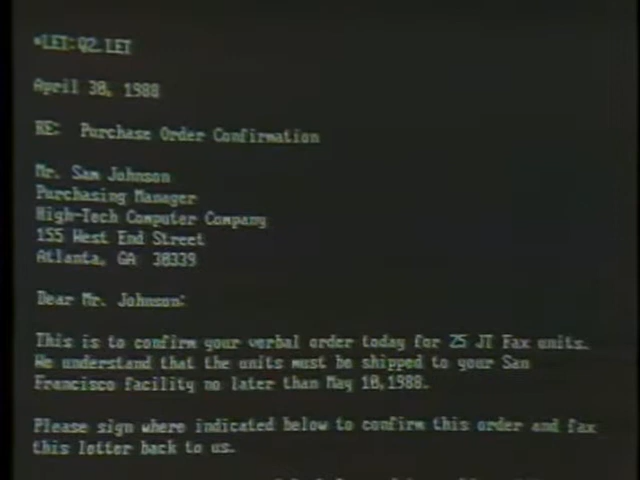 *LET:Q2.LET
April 30, 1988
RE: Purchase Order Confirmation
Mr. Sam Johnson
Purchasing Manager
High-Tech Computer Company
155 West End Street
Atlanta, GA 30339
Dear Mr. Johnson:
This is to confirm your verbal order today for 25 JT Fax units.
We understand that the units must be shipped to your San
Francisco facility no later than May 10,1988.
Please sign where indicated below to confirm this order and fax
this letter back to us.